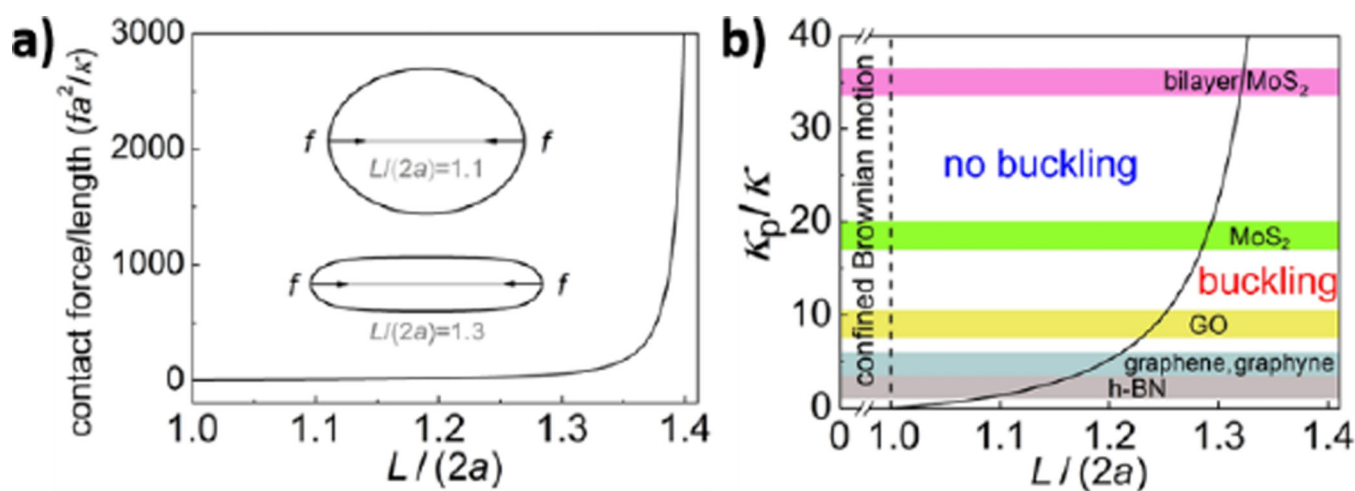 a)
contact force/length (fa²/κ)
3000
2000
1000
0
f f
L/(2a)=1.1
f f
L/(2a)=1.3
1.0 1.1 1.2 1.3 1.4
L/(2a)
b)
κp/κ
40
30
20
10
0
confined Brownian motion
bilayer MoS₂
no buckling
MoS₂
buckling
GO
graphene, graphyne
h-BN
0 1.0 1.1 1.2 1.3 1.4
L/(2a)